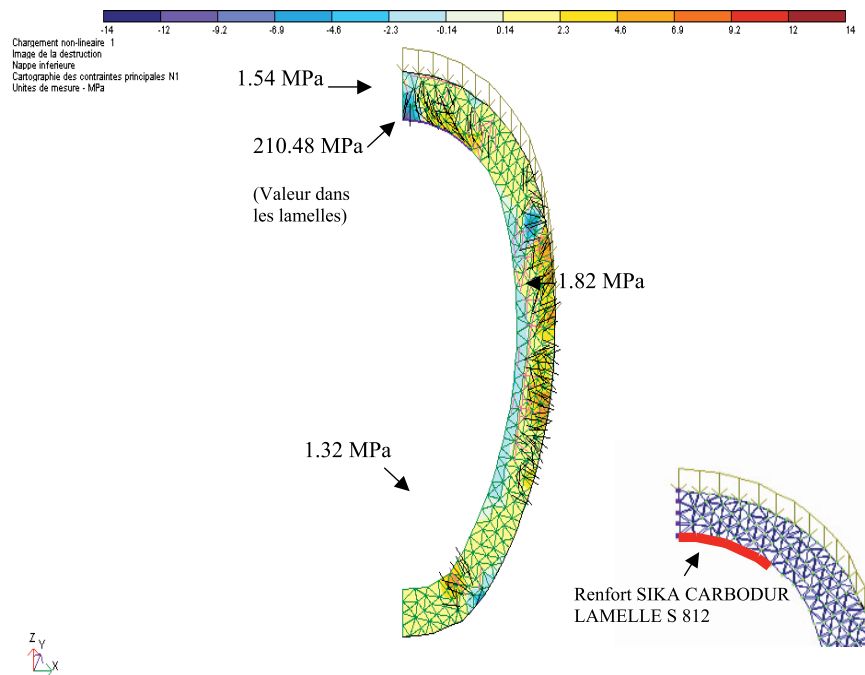 -14 -12 -9.2 -6.9 -4.6 -2.3 -0.14 0.14 2.3 4.6 6.9 9.2 12 14
Chargement non-lineaire 1
Image de la destruction
Nappe inferieure
Cartographie des contraintes principales N1
Unites de mesure - MPa
1.54 MPa
210.48 MPa
(Valeur dans
les lamelles)
1.82 MPa
1.32 MPa
Renfort SIKA CARBODUR
LAMELLE S 812
Z
Y
X